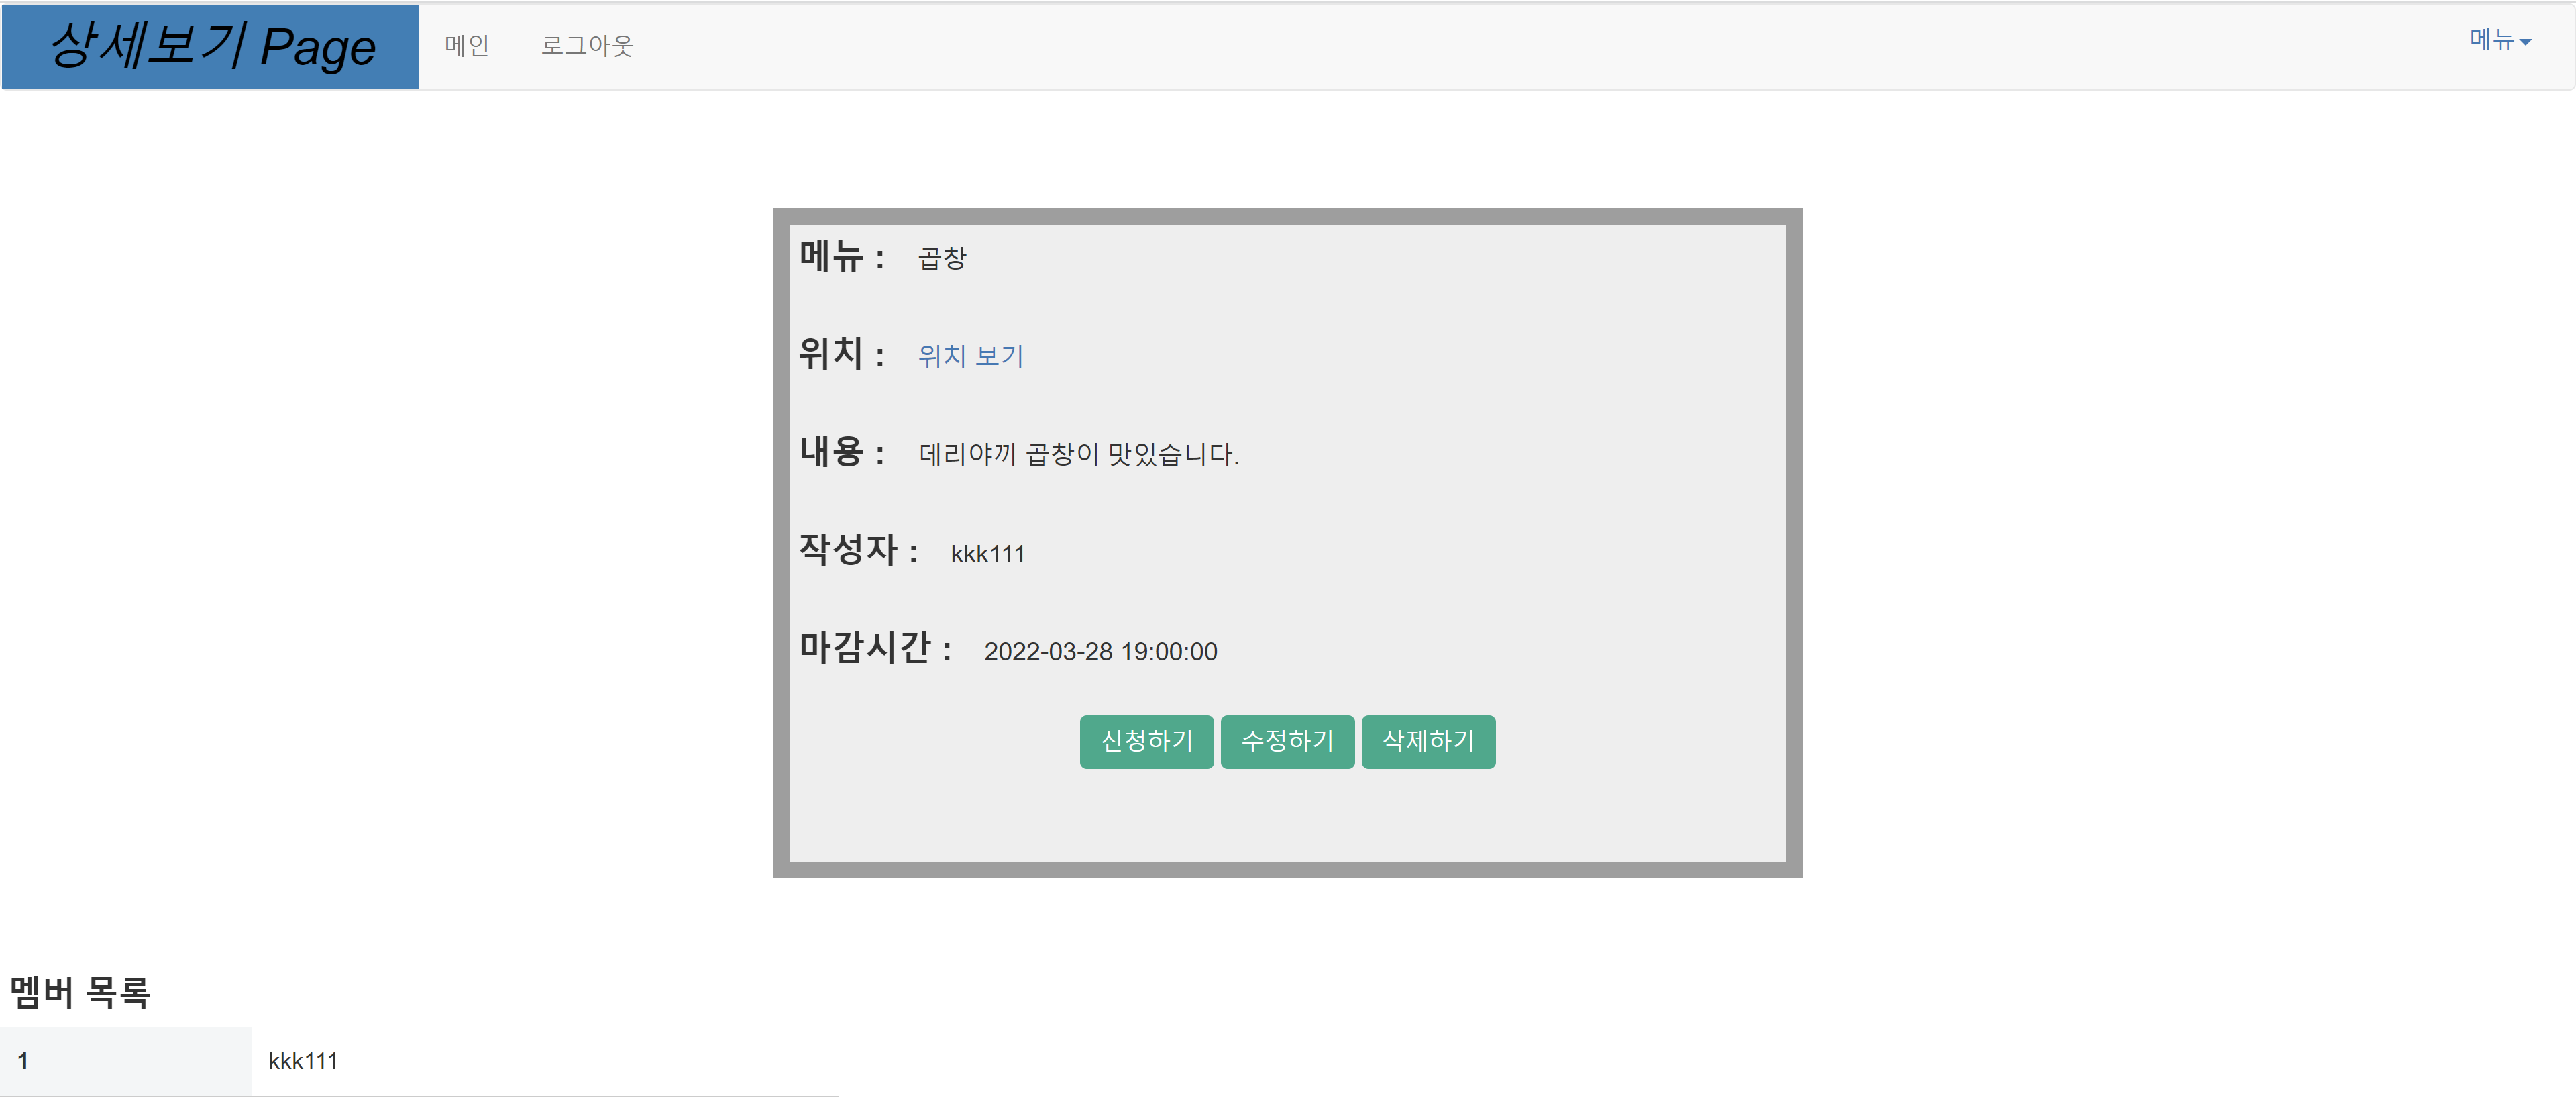 상세보기 Page 메인 로그아웃 메뉴
메뉴 : 곱창
위치 : 위치 보기
내용 : 데리야끼 곱창이 맛있습니다.
작성자 : kkk111
마감시간 : 2022-03-28 19:00:00
신청하기 수정하기 삭제하기
멤버 목록
1 kkk111